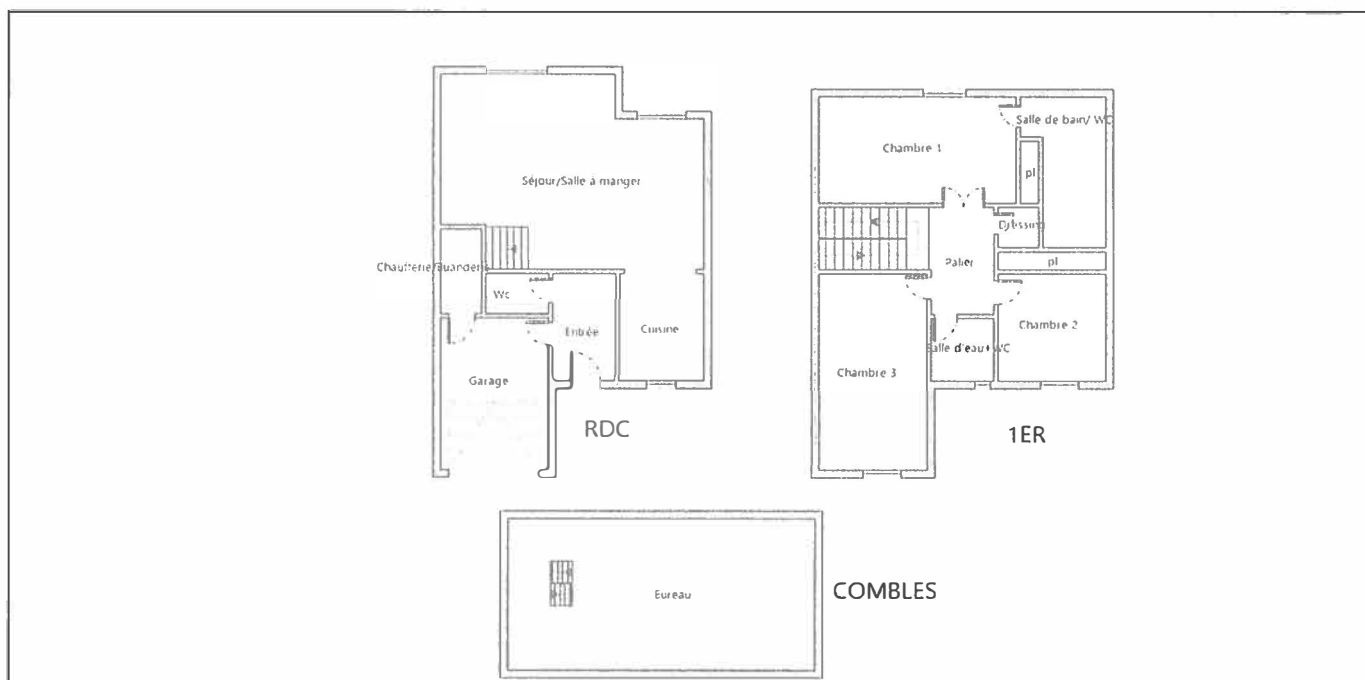 Séjour/Salle à manger
Chaufferie/Buanderie
Wc
Entrée
Cuisine
Garage
RDC
Chambre 1
Salle de bain/ WC
pl
Dressing
Palier
pl
Chambre 2
Salle d'eau+WC
Chambre 3
1ER
Bureau
COMBLES